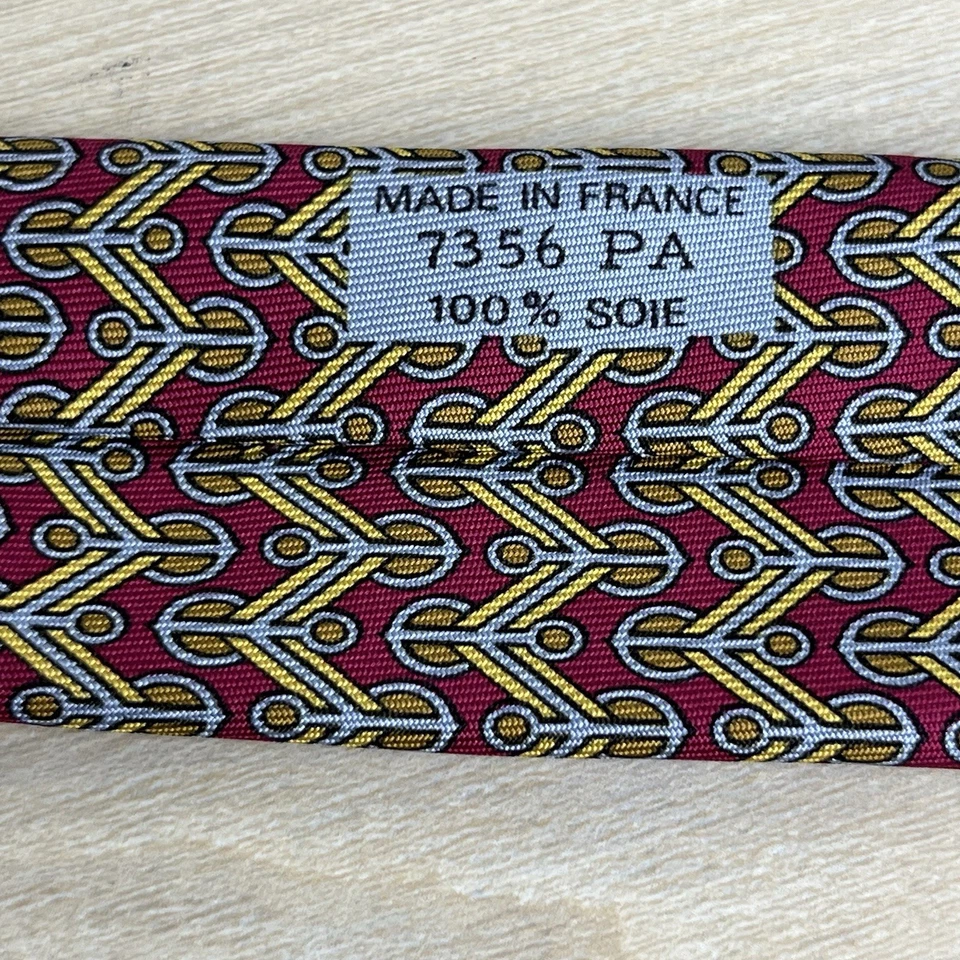 MADE IN FRANCE
7356 PA
100% SOIE